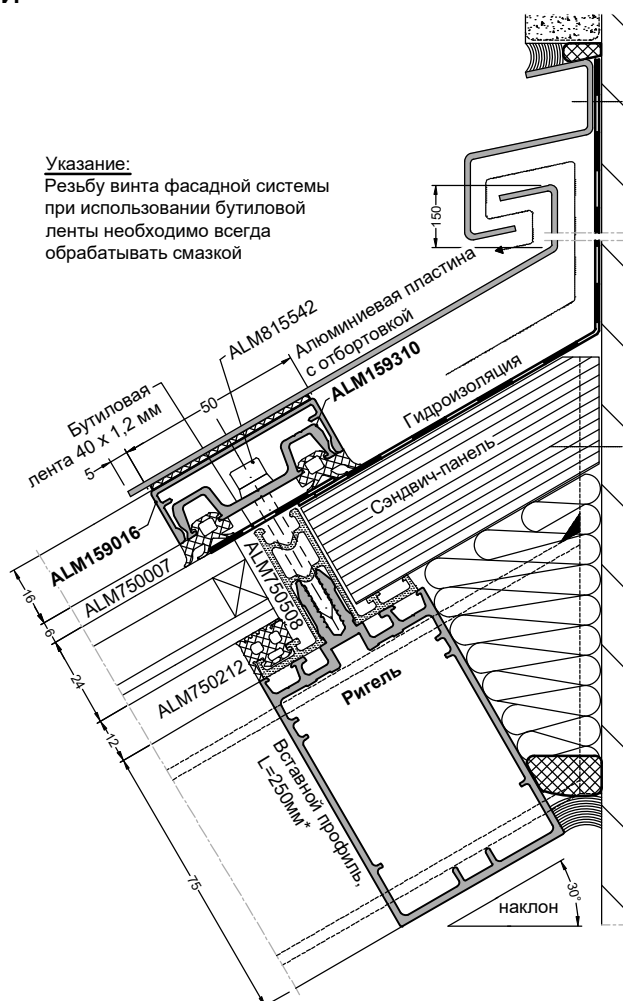 Указание:
Резьбу винта фасадной системы
при использовании бутиловой
ленты необходимо всегда
обрабатывать смазкой
150
Алюминиевая пластина
с отбортовкой
ALM815542
ALM159310
50
Бутиловая
лента 40 x 1,2 мм
5
Гидроизоляция
Сэндвич-панель
ALM159016
ALM750007
ALM750508
ALM750212
16
6
24
12
75
Ригель
Вставной профиль,
L=250мм*
наклон
30°